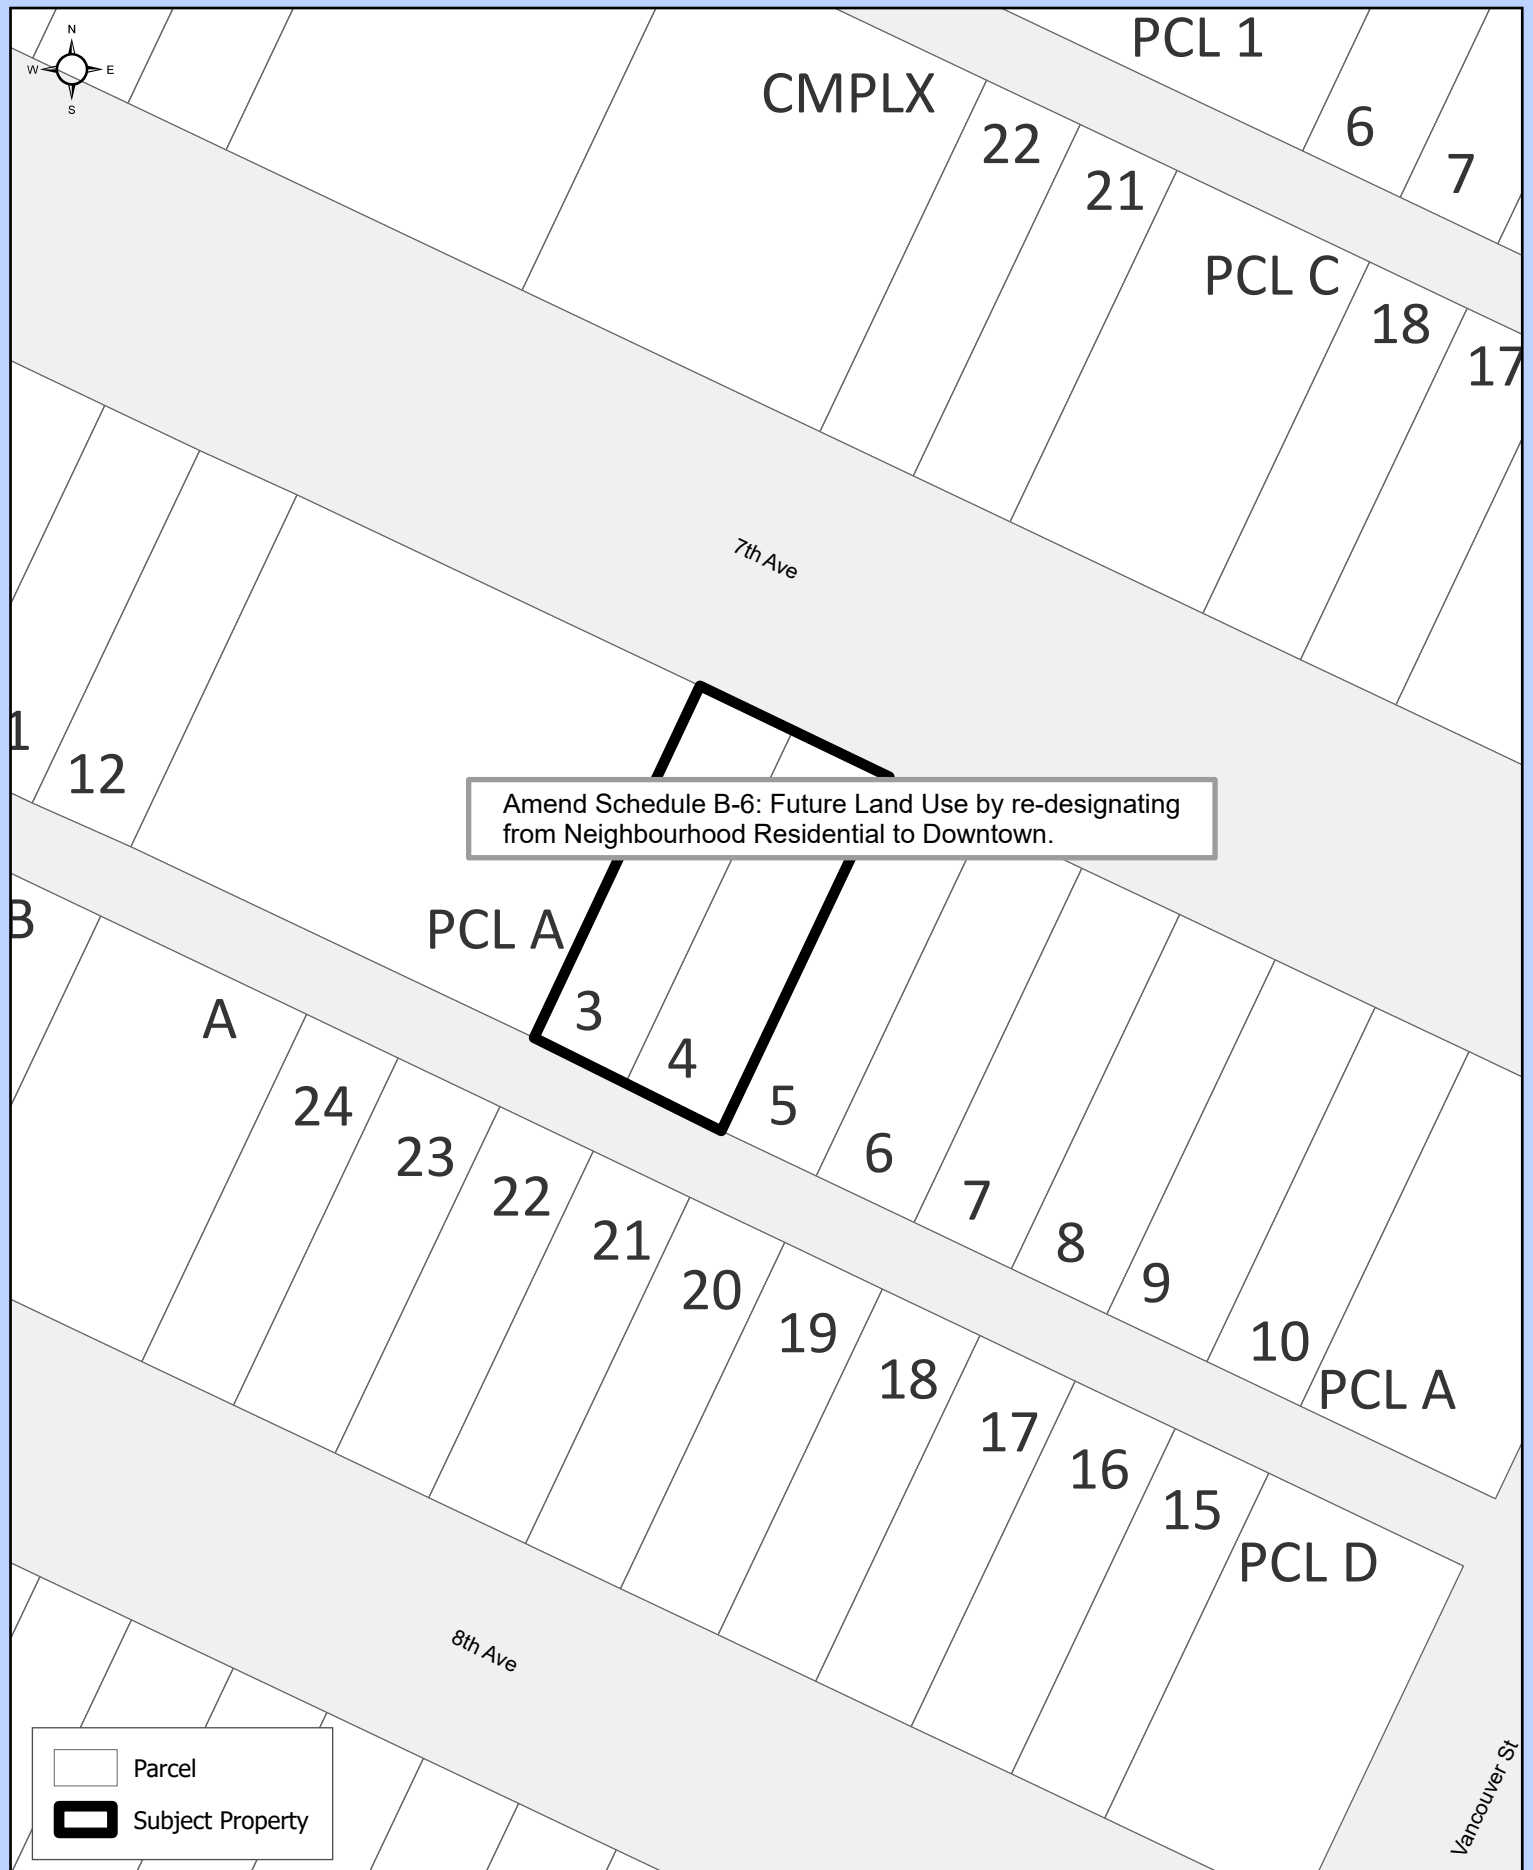 N
W E
S
PCL 1
CMPLX
6
22
7
21
PCL C
18
17
7th Ave
1
12
Amend Schedule B-6: Future Land Use by re-designating
from Neighbourhood Residential to Downtown.
B
PCL A
3
A
4
24
5
23
6
22
7
21
8
20
9
19
10
18
PCL A
17
16
15
PCL D
8th Ave
Vancouver St
Parcel
Subject Property